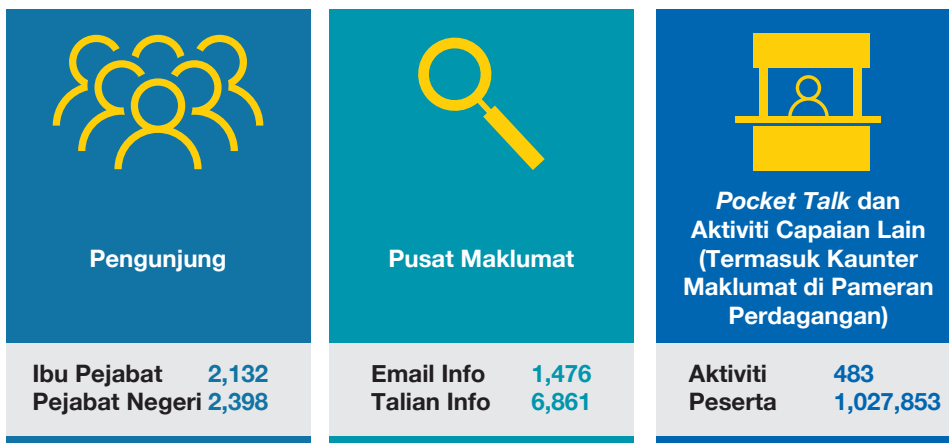 Pengunjung
Ibu Pejabat 2,132
Pejabat Negeri 2,398
Pusat Maklumat
Email Info 1,476
Talian Info 6,861
Pocket Talk dan
Aktiviti Capaian Lain
(Termasuk Kaunter
Maklumat di Pameran
Perdagangan)
Aktiviti 483
Peserta 1,027,853